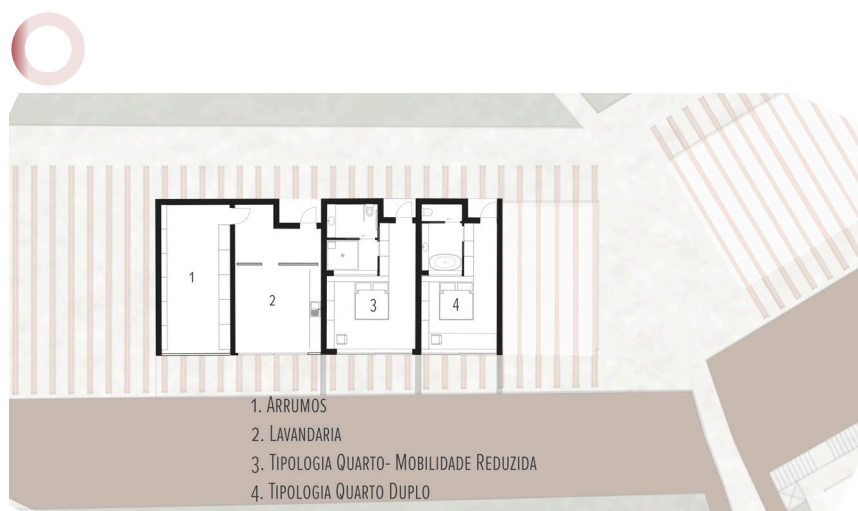 1
2
3
4
1. Arrumos
2. Lavandaria
3. Tipologia Quarto- Mobilidade Reduzida
4. Tipologia Quarto Duplo